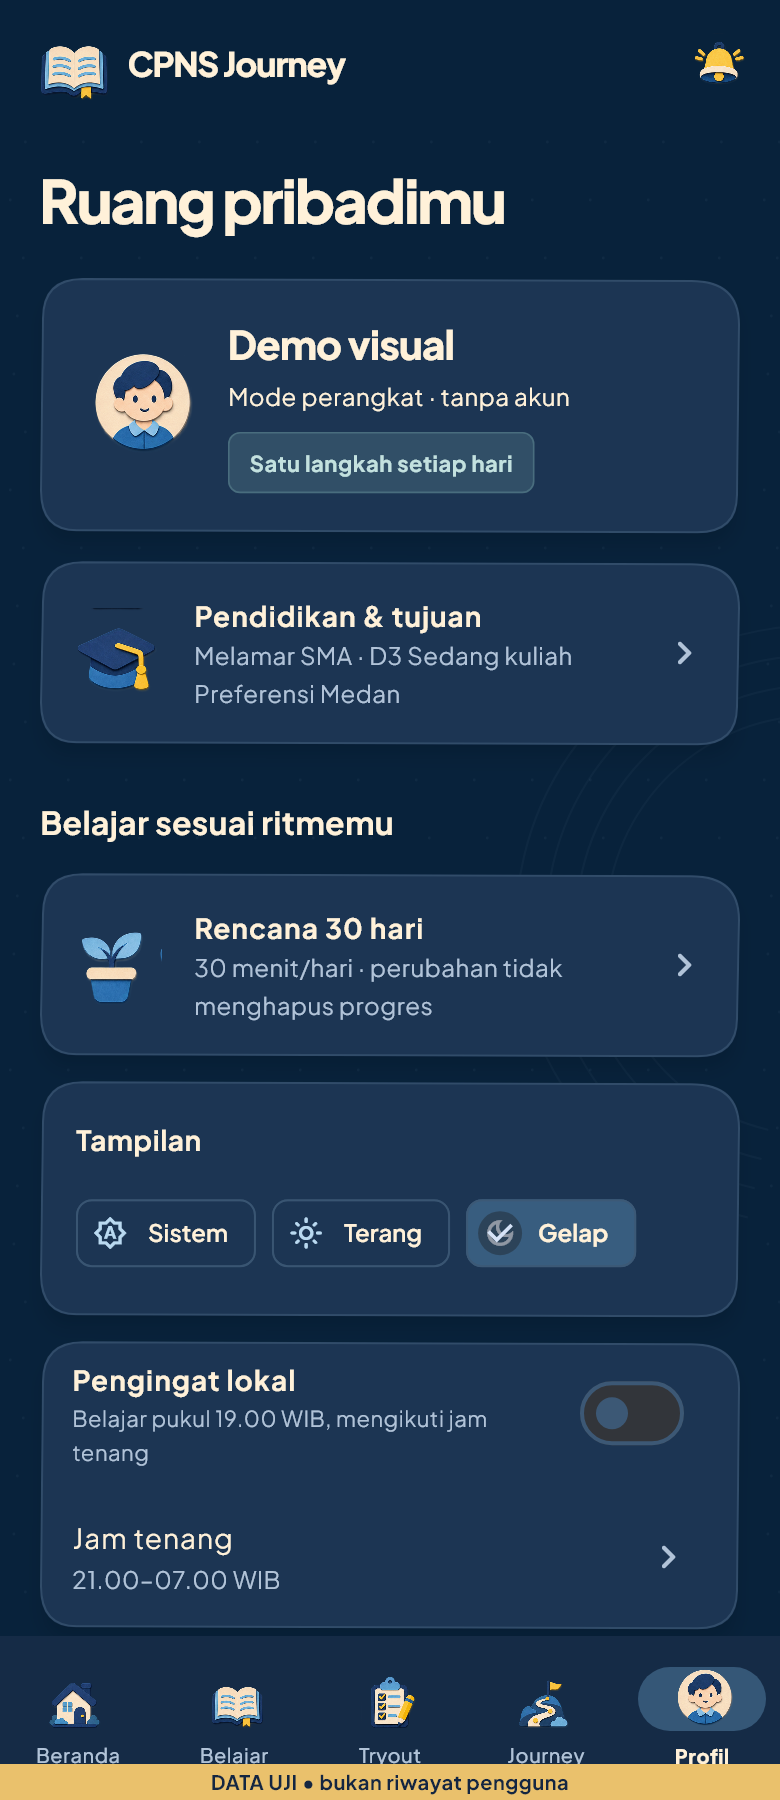 CPNS Journey
Ruang pribadimu
Demo visual
Mode perangkat · tanpa akun
Satu langkah setiap hari
Pendidikan & tujuan
Melamar SMA · D3 Sedang kuliah
Preferensi Medan
Belajar sesuai ritmemu
Rencana 30 hari
30 menit/hari · perubahan tidak
menghapus progres
Tampilan
A Sistem
Terang
Gelap
Pengingat lokal
Belajar pukul 19.00 WIB, mengikuti jam
tenang
Jam tenang
21.00–07.00 WIB
Beranda
Belajar
Tryout
Journey
Profil
DATA UJI • bukan riwayat pengguna